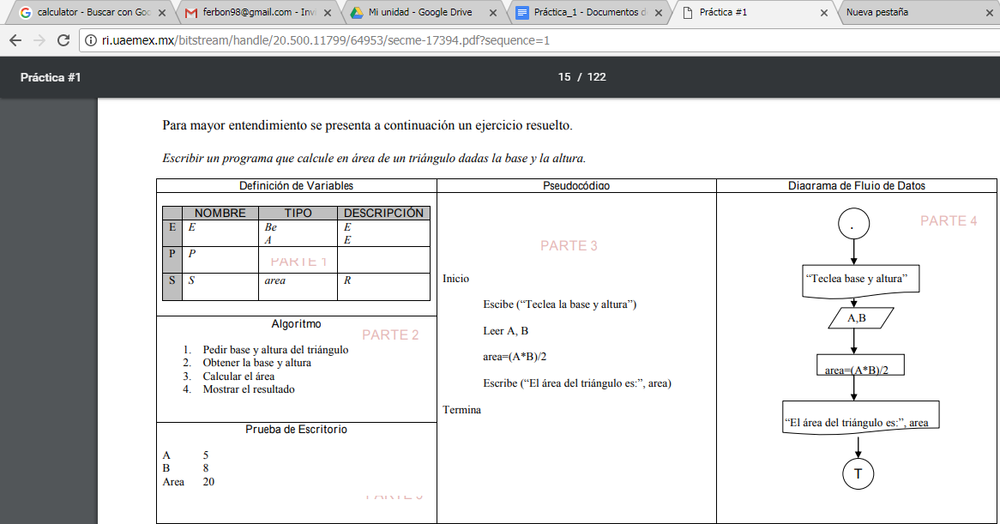 calculator - Buscar con Goo
ferbon98@gmail.com - Inv
Mi unidad - Google Drive
Práctica_1 - Documentos d
Práctica #1
Nueva pestaña
ri.uaemex.mx/bitstream/handle/20.500.11799/64953/secme-17394.pdf?sequence=1
Práctica #1
15 / 122
Para mayor entendimiento se presenta a continuación un ejercicio resuelto.
Escribir un programa que calcule en área de un triángulo dadas la base y la altura.
Definición de Variables
NOMBRE TIPO DESCRIPCIÓN
E E Be E
A E
P P PARTE 1
S S area R
Algoritmo
PARTE 2
1. Pedir base y altura del triángulo
2. Obtener la base y altura
3. Calcular el área
4. Mostrar el resultado
Prueba de Escritorio
A 5
B 8
Area 20
Pseudocódigo
PARTE 3
Inicio
Escibe (“Teclea la base y altura”)
Leer A, B
area=(A*B)/2
Escribe (“El área del triángulo es:”, area)
Termina
Diagrama de Flujo de Datos
PARTE 4
.
“Teclea base y altura”
A,B
area=(A*B)/2
“El área del triángulo es:”, area
T